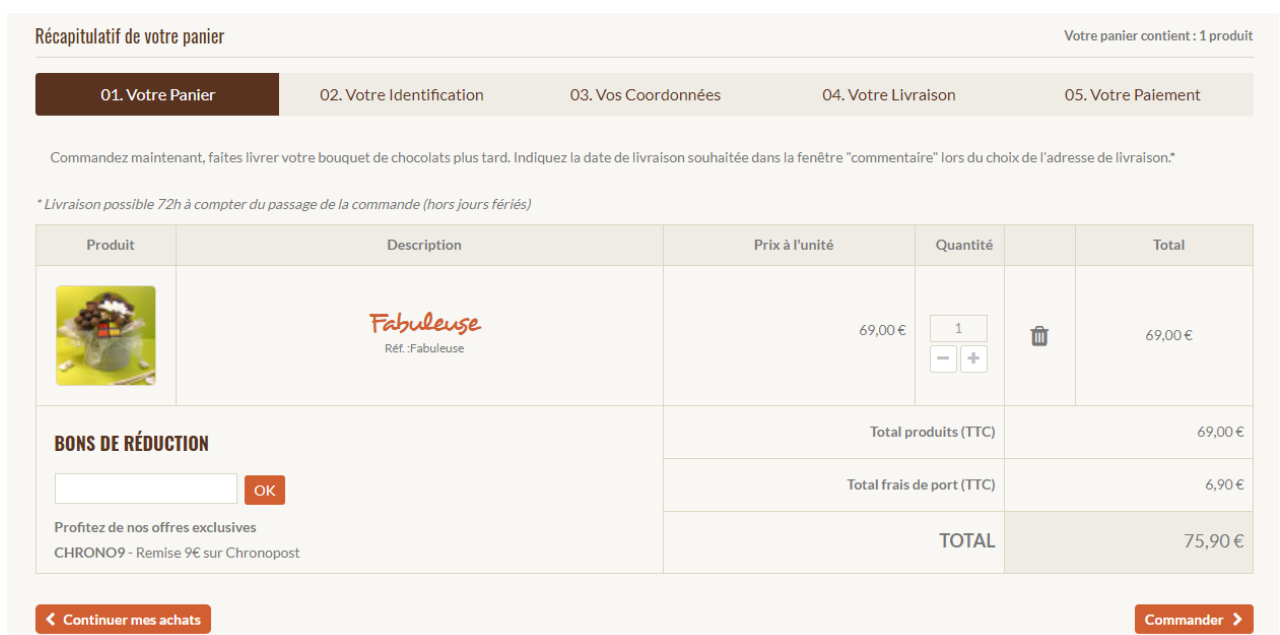 Récapitulatif de votre panier
Votre panier contient : 1 produit
01. Votre Panier
02. Votre Identification
03. Vos Coordonnées
04. Votre Livraison
05. Votre Paiement
Commandez maintenant, faites livrer votre bouquet de chocolats plus tard. Indiquez la date de livraison souhaitée dans la fenêtre "commentaire" lors du choix de l'adresse de livraison.*
* Livraison possible 72h à compter du passage de la commande (hors jours fériés)
Produit
Description
Prix à l'unité
Quantité
Total
Fabuleuse
Réf. :Fabuleuse
69,00 €
1
69,00 €
BONS DE RÉDUCTION
OK
Profitez de nos offres exclusives
CHRONO9 - Remise 9€ sur Chronopost
Total produits (TTC)
69,00 €
Total frais de port (TTC)
6,90 €
TOTAL
75,90 €
Continuer mes achats
Commander